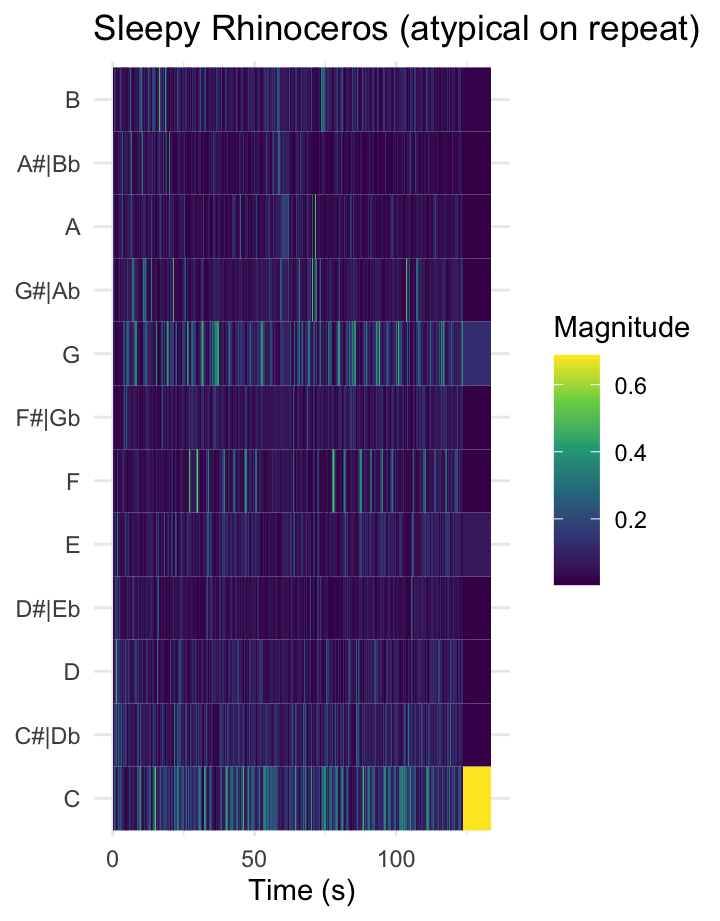 Sleepy Rhinoceros (atypical on repeat)
B
A#|Bb
A
G#|Ab
G
F#|Gb
F
E
D#|Eb
D
C#|Db
C
0 50 100
Time (s)
Magnitude
0.6
0.4
0.2